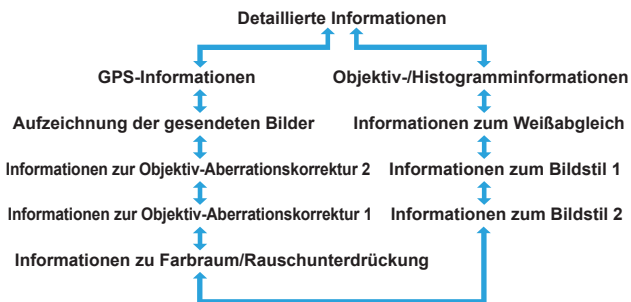 Detaillierte Informationen
GPS-Informationen
Objektiv-/Histogramminformationen
Aufzeichnung der gesendeten Bilder
Informationen zum Weißabgleich
Informationen zur Objektiv-Aberrationskorrektur 2
Informationen zum Bildstil 1
Informationen zur Objektiv-Aberrationskorrektur 1
Informationen zum Bildstil 2
Informationen zu Farbraum/Rauschunterdrückung